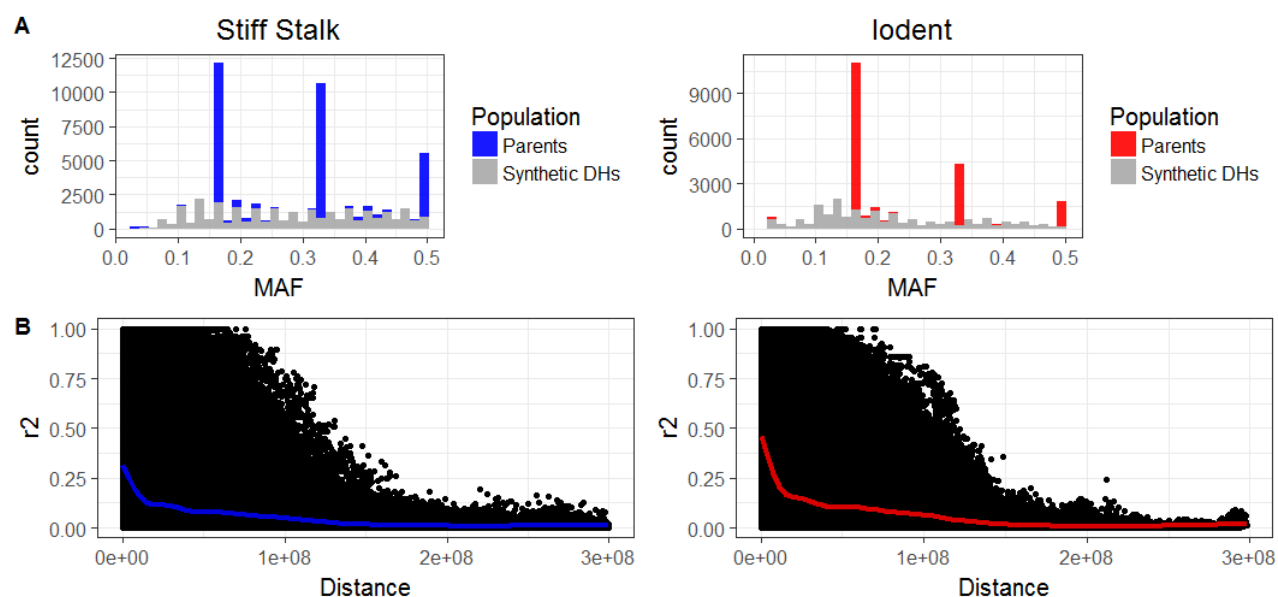 A
Stiff Stalk
Iodent
12500
10000
7500
5000
2500
0
count
0.0 0.1 0.2 0.3 0.4 0.5
MAF
Population
Parents
Synthetic DHs
9000
6000
3000
0
count
0.0 0.1 0.2 0.3 0.4 0.5
MAF
Population
Parents
Synthetic DHs
B
1.00
0.75
0.50
0.25
0.00
r2
0e+00 1e+08 2e+08 3e+08
Distance
1.00
0.75
0.50
0.25
0.00
r2
0e+00 1e+08 2e+08 3e+08
Distance